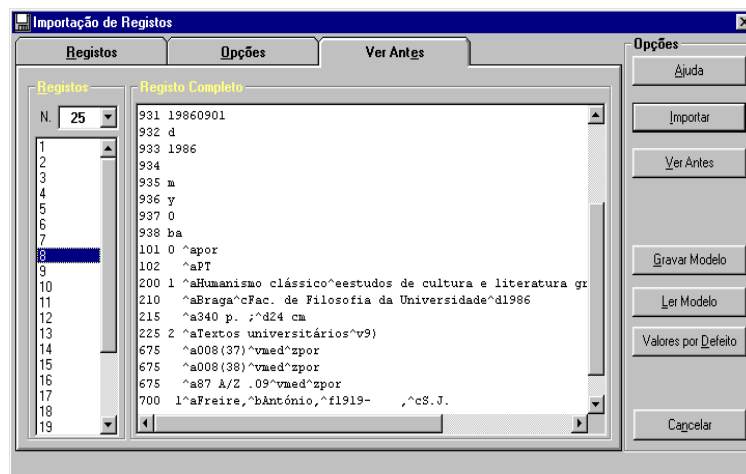 Importação de Registos
Registos
Opções
Ver Antes
Registos
N. 25
1
2
3
4
5
6
7
8
9
10
11
12
13
14
15
16
17
18
19
Registo Completo
931 19860901
932 d
933 1986
934
935 m
936 y
937 0
938 ba
101 0 ^apor
102 ^aPT
200 1 ^aHumanismo clássico^eestudos de cultura e literatura gr
210 ^aBraga^cFac. de Filosofia da Universidade^d1986
215 ^a340 p. ;^d24 cm
225 2 ^aTextos universitários^v9)
675 ^a008(37)^vmed^zpor
675 ^a008(38)^vmed^zpor
675 ^a87 A/Z .09^vmed^zpor
700 1^aFreire,^bAntónio,^f1919- ,^cS.J.
Opções
Ajuda
Importar
Ver Antes
Gravar Modelo
Ler Modelo
Valores por Defeito
Cancelar